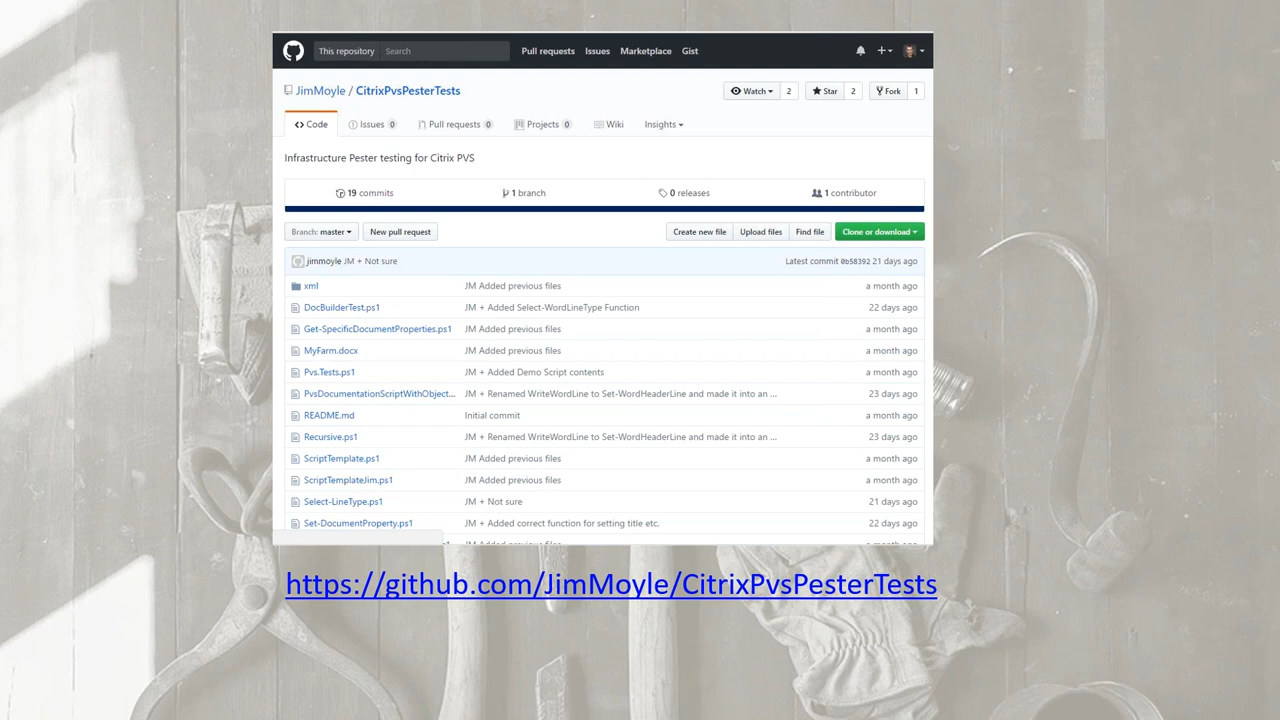 This repository Search Pull requests Issues Marketplace Gist
JimMoyle / CitrixPvsPesterTests Watch 2 Star 2 Fork 1
Code Issues 0 Pull requests 0 Projects 0 Wiki Insights
Infrastructure Pester testing for Citrix PVS
19 commits 1 branch 0 releases 1 contributor
Branch: master New pull request Create new file Upload files Find file Clone or download
jimmoyle JM + Not sure Latest commit 0b58392 21 days ago
xml JM Added previous files a month ago
DocBuilderTest.ps1 JM + Added Select-WordLineType Function 22 days ago
Get-SpecificDocumentProperties.ps1 JM Added previous files a month ago
MyFarm.docx JM Added previous files a month ago
Pvs.Tests.ps1 JM + Added Demo Script contents a month ago
PvsDocumentationScriptWithObject... JM + Renamed WriteWordLine to Set-WordHeaderLine and made it into an ... 23 days ago
README.md Initial commit a month ago
Recursive.ps1 JM + Renamed WriteWordLine to Set-WordHeaderLine and made it into an ... 23 days ago
ScriptTemplate.ps1 JM Added previous files a month ago
ScriptTemplateJim.ps1 JM Added previous files a month ago
Select-LineType.ps1 JM + Not sure 21 days ago
Set-DocumentProperty.ps1 JM + Added correct function for setting title etc. 22 days ago
https://github.com/JimMoyle/CitrixPvsPesterTests